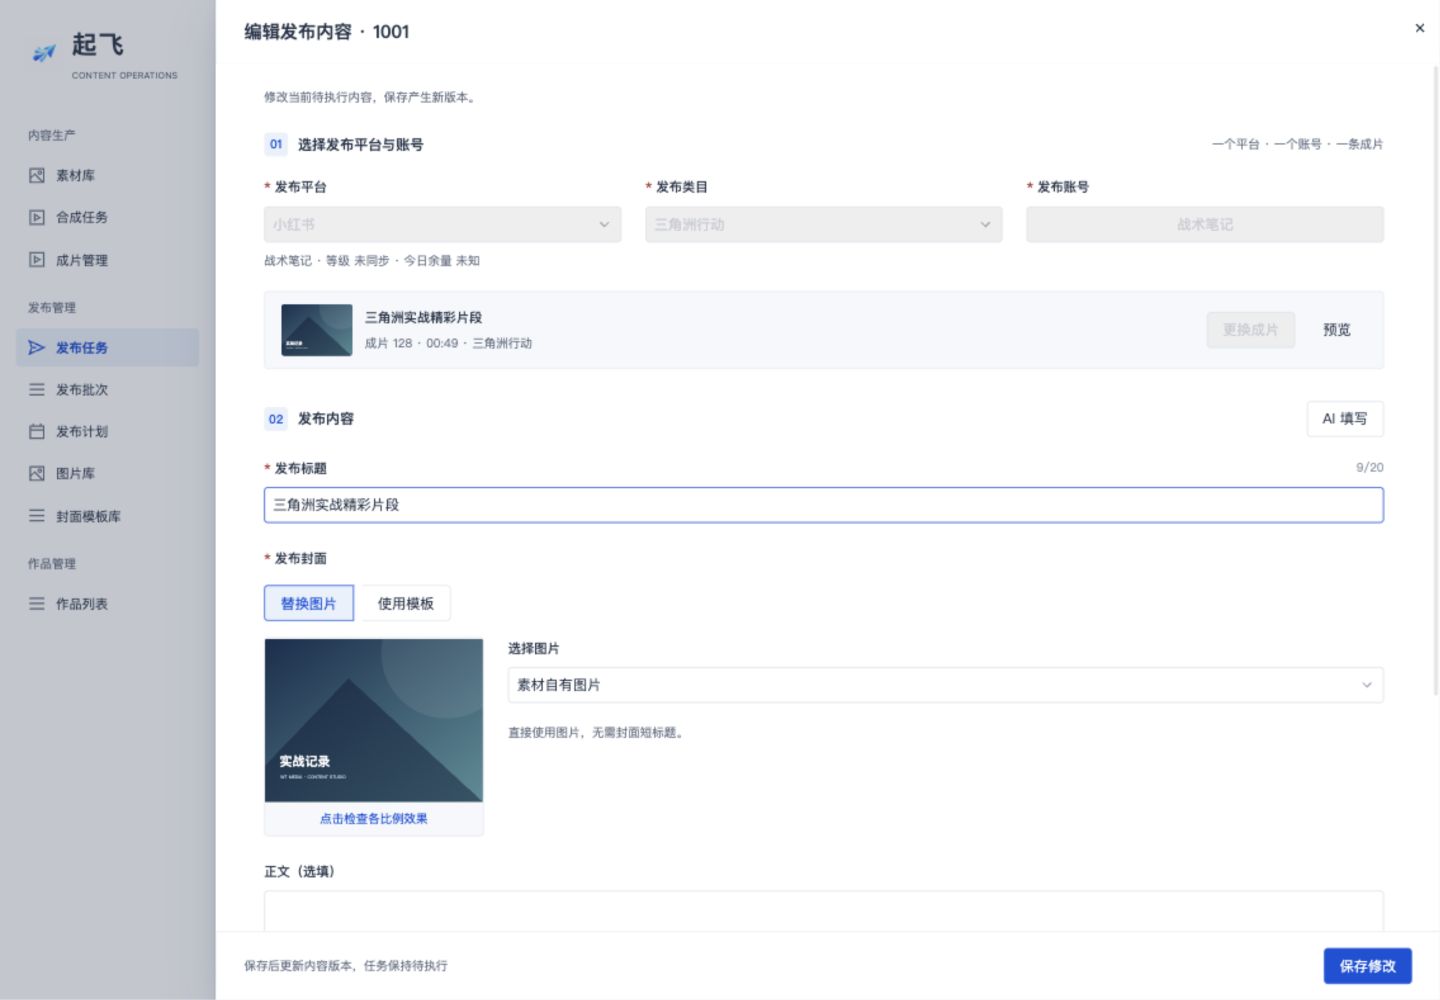 起飞
CONTENT OPERATIONS
内容生产
素材库
合成任务
成片管理
发布管理
发布任务
发布批次
发布计划
图片库
封面模板库
作品管理
作品列表
编辑发布内容 · 1001
修改当前待执行内容，保存产生新版本。
01 选择发布平台与账号
一个平台 · 一个账号 · 一条成片
* 发布平台
* 发布类目
* 发布账号
小红书
三角洲行动
战术笔记
战术笔记 · 等级 未同步 · 今日余量 未知
三角洲实战精彩片段
成片 128 · 00:49 · 三角洲行动
更换成片
预览
02 发布内容
AI 填写
* 发布标题
9/20
三角洲实战精彩片段
* 发布封面
替换图片
使用模板
实战记录
点击检查各比例效果
选择图片
素材自有图片
直接使用图片，无需封面短标题。
正文（选填）
保存后更新内容版本，任务保持待执行
保存修改